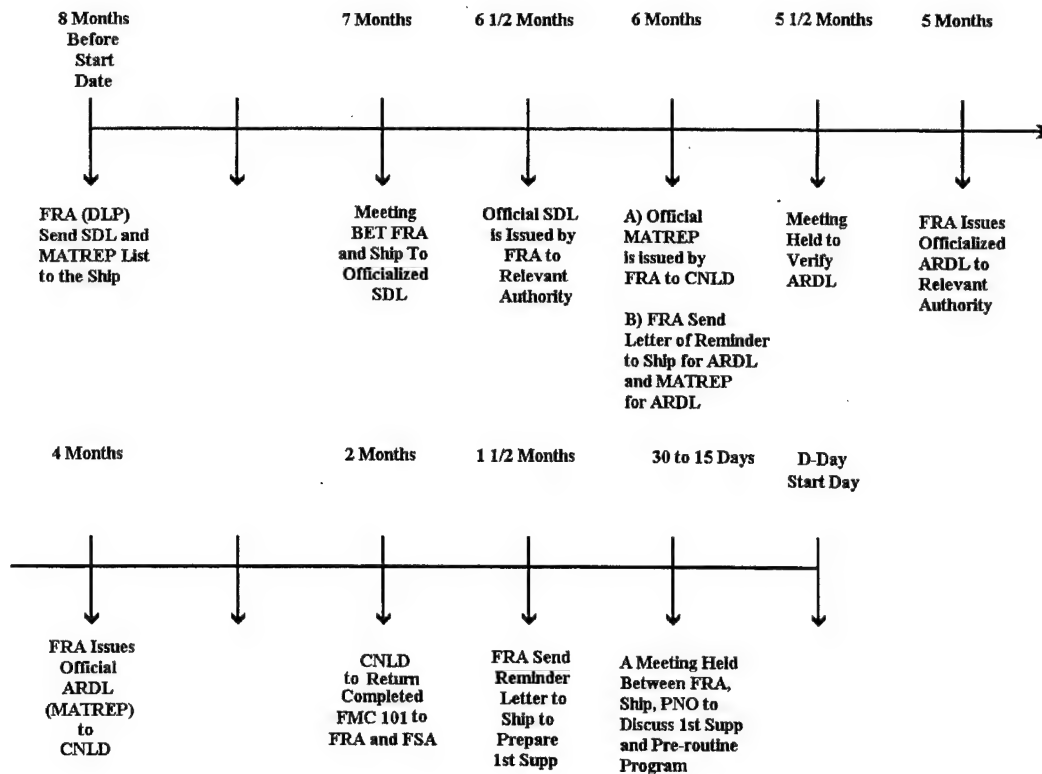 8 Months
Before
Start
Date
7 Months
6 1/2 Months
6 Months
5 1/2 Months
5 Months
FRA (DLP)
Send SDL and
MATREP List
to the Ship
Meeting
BET FRA
and Ship To
Officialized
SDL
Official SDL
is Issued by
FRA to
Relevant
Authority
A) Official
MATREP
is issued by
FRA to CNLD
B) FRA Send
Letter of Reminder
to Ship for ARDL
and MATREP
for ARDL
Meeting
Held to
Verify
ARDL
FRA Issues
Officialized
ARDL to
Relevant
Authority
4 Months
2 Months
1 1/2 Months
30 to 15 Days
D-Day
Start Day
FRA Issues
Official
ARDL
(MATREP)
to
CNLD
CNLD
to Return
Completed
FMC 101 to
FRA and FSA
FRA Send
Reminder
Letter to
Ship to
Prepare
1st Supp
A Meeting Held
Between FRA,
Ship, PNO to
Discuss 1st Supp
and Pre-routine
Program